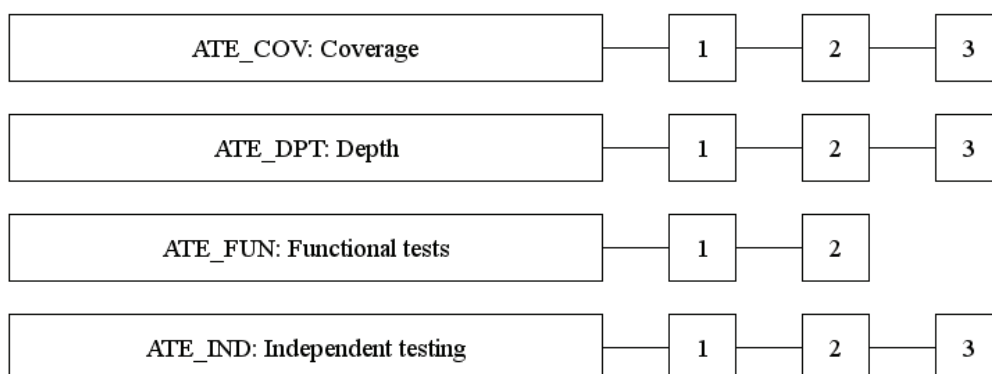 ATE_COV: Coverage 1 2 3
ATE_DPT: Depth 1 2 3
ATE_FUN: Functional tests 1 2
ATE_IND: Independent testing 1 2 3